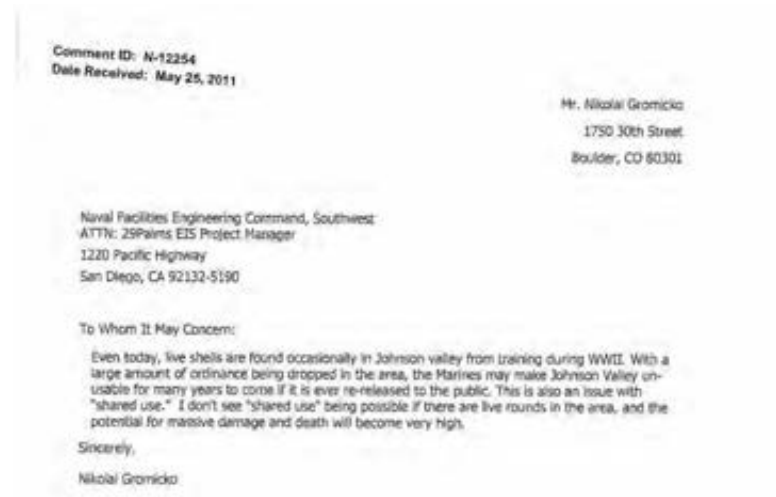 Comment ID: N-12254
Date Received: May 25, 2011
Mr. Nikolai Gromicko
1750 30th Street
Boulder, CO 80301
Naval Facilities Engineering Command, Southwest
ATTN: 29Palms EIS Project Manager
1220 Pacific Highway
San Diego, CA 92132-5190
To Whom It May Concern:
Even today, live shells are found occasionally in Johnson valley from training during WWII. With a
large amount of ordinance being dropped in the area, the Marines may make Johnson Valley un-
usable for many years to come if it is ever re-released to the public. This is also an issue with
"shared use." I don't see "shared use" being possible if there are live rounds in the area, and the
potential for massive damage and death will become very high.
Sincerely,
Nikolai Gromicko